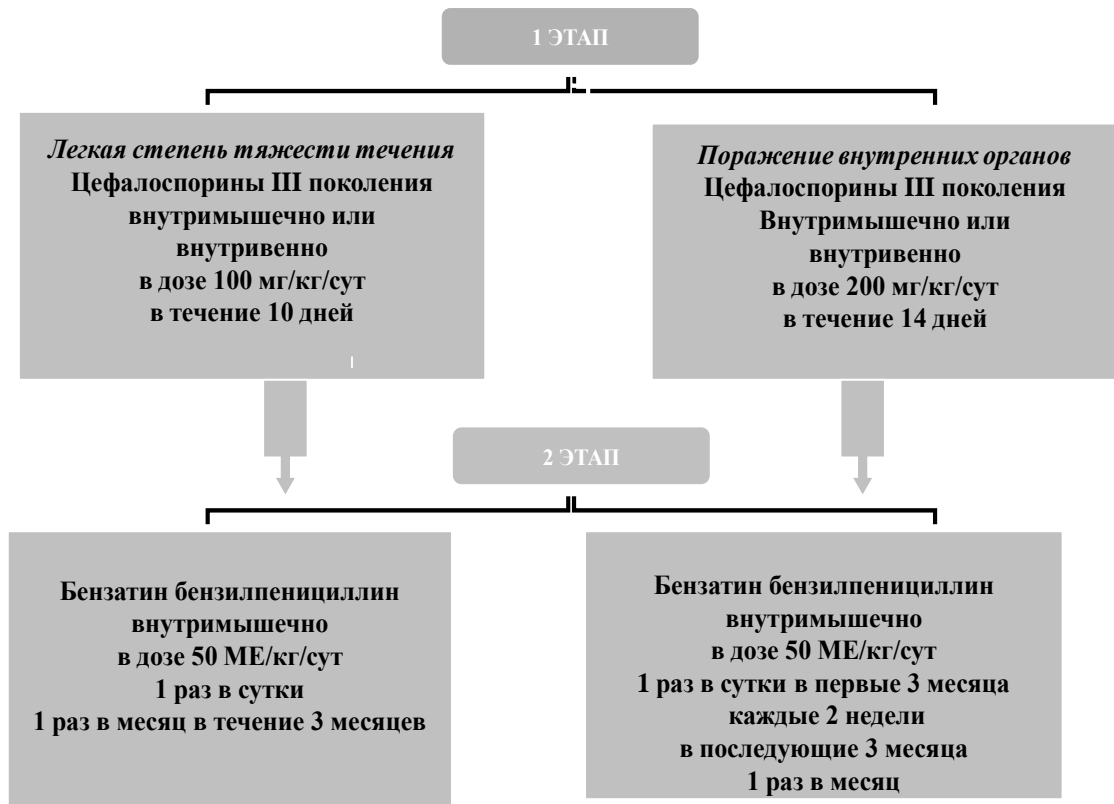 1 ЭТАП
Легкая степень тяжести течения
Цефалоспорины III поколения
внутримышечно или
внутривенно
в дозе 100 мг/кг/сут
в течение 10 дней
Поражение внутренних органов
Цефалоспорины III поколения
Внутримышечно или
внутривенно
в дозе 200 мг/кг/сут
в течение 14 дней
2 ЭТАП
Бензатин бензилпенициллин
внутримышечно
в дозе 50 МЕ/кг/сут
1 раз в сутки
1 раз в месяц в течение 3 месяцев
Бензатин бензилпенициллин
внутримышечно
в дозе 50 МЕ/кг/сут
1 раз в сутки в первые 3 месяца
каждые 2 недели
в последующие 3 месяца
1 раз в месяц